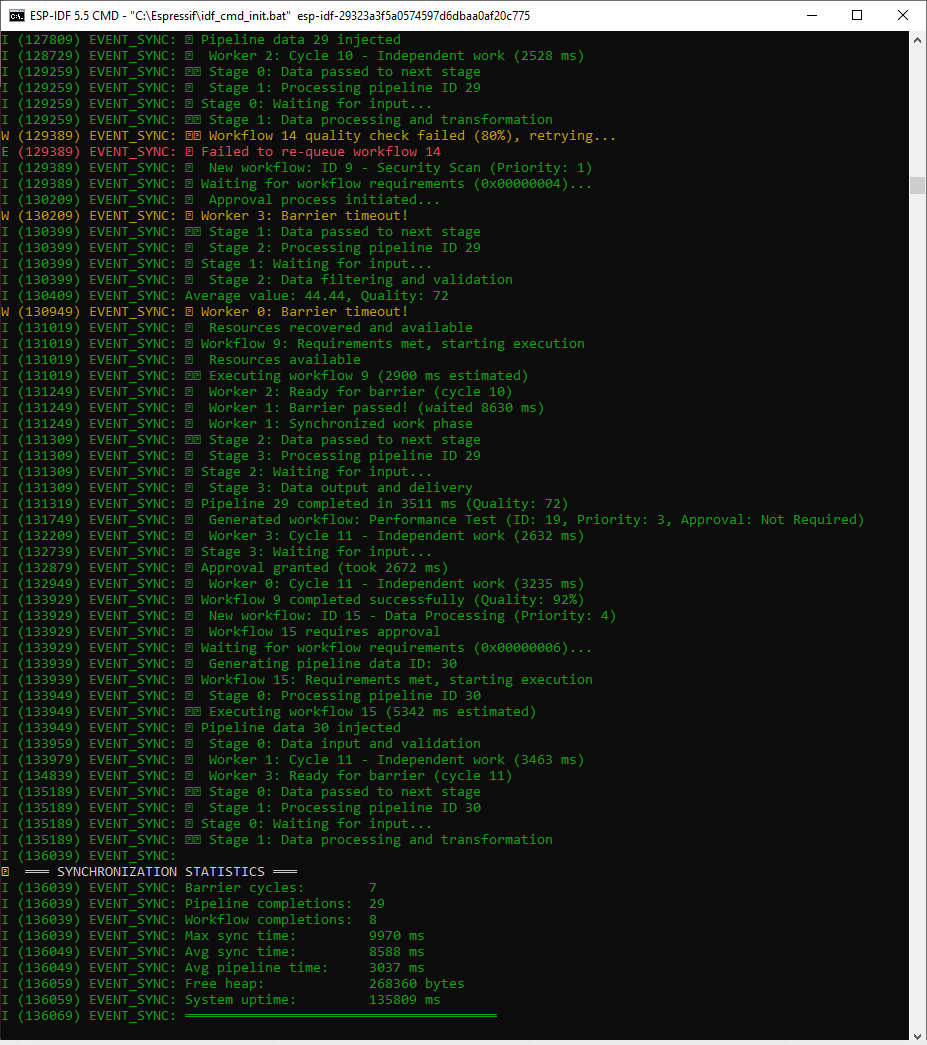 ESP-IDF 5.5 CMD - "C:\Espressif\idf_cmd_init.bat" esp-idf-29323a3f5a0574597d6dbaa0af20c775
I (127809) EVENT_SYNC: Pipeline data 29 injected
I (128729) EVENT_SYNC: Worker 2: Cycle 10 - Independent work (2528 ms)
I (129259) EVENT_SYNC: Stage 0: Data passed to next stage
I (129259) EVENT_SYNC: Stage 1: Processing pipeline ID 29
I (129259) EVENT_SYNC: Stage 0: Waiting for input...
I (129259) EVENT_SYNC: Stage 1: Data processing and transformation
W (129389) EVENT_SYNC: Workflow 14 quality check failed (80%), retrying...
E (129389) EVENT_SYNC: Failed to re-queue workflow 14
I (129389) EVENT_SYNC: New workflow: ID 9 - Security Scan (Priority: 1)
I (129389) EVENT_SYNC: Waiting for workflow requirements (0x00000004)...
I (130209) EVENT_SYNC: Approval process initiated...
W (130209) EVENT_SYNC: Worker 3: Barrier timeout!
I (130399) EVENT_SYNC: Stage 1: Data passed to next stage
I (130399) EVENT_SYNC: Stage 2: Processing pipeline ID 29
I (130399) EVENT_SYNC: Stage 1: Waiting for input...
I (130399) EVENT_SYNC: Stage 2: Data filtering and validation
I (130409) EVENT_SYNC: Average value: 44.44, Quality: 72
W (130949) EVENT_SYNC: Worker 0: Barrier timeout!
I (131019) EVENT_SYNC: Resources recovered and available
I (131019) EVENT_SYNC: Workflow 9: Requirements met, starting execution
I (131019) EVENT_SYNC: Resources available
I (131019) EVENT_SYNC: Executing workflow 9 (2900 ms estimated)
I (131249) EVENT_SYNC: Worker 2: Ready for barrier (cycle 10)
I (131249) EVENT_SYNC: Worker 1: Barrier passed! (waited 8630 ms)
I (131249) EVENT_SYNC: Worker 1: Synchronized work phase
I (131309) EVENT_SYNC: Stage 2: Data passed to next stage
I (131309) EVENT_SYNC: Stage 3: Processing pipeline ID 29
I (131309) EVENT_SYNC: Stage 2: Waiting for input...
I (131309) EVENT_SYNC: Stage 3: Data output and delivery
I (131319) EVENT_SYNC: Pipeline 29 completed in 3511 ms (Quality: 72)
I (131749) EVENT_SYNC: Generated workflow: Performance Test (ID: 19, Priority: 3, Approval: Not Required)
I (132209) EVENT_SYNC: Worker 3: Cycle 11 - Independent work (2632 ms)
I (132739) EVENT_SYNC: Stage 3: Waiting for input...
I (132879) EVENT_SYNC: Approval granted (took 2672 ms)
I (132949) EVENT_SYNC: Worker 0: Cycle 11 - Independent work (3235 ms)
I (133929) EVENT_SYNC: Workflow 9 completed successfully (Quality: 92%)
I (133929) EVENT_SYNC: New workflow: ID 15 - Data Processing (Priority: 4)
I (133929) EVENT_SYNC: Workflow 15 requires approval
I (133929) EVENT_SYNC: Waiting for workflow requirements (0x00000006)...
I (133939) EVENT_SYNC: Generating pipeline data ID: 30
I (133939) EVENT_SYNC: Workflow 15: Requirements met, starting execution
I (133939) EVENT_SYNC: Stage 0: Processing pipeline ID 30
I (133949) EVENT_SYNC: Executing workflow 15 (5342 ms estimated)
I (133949) EVENT_SYNC: Pipeline data 30 injected
I (133959) EVENT_SYNC: Stage 0: Data input and validation
I (133979) EVENT_SYNC: Worker 1: Cycle 11 - Independent work (3463 ms)
I (134839) EVENT_SYNC: Worker 3: Ready for barrier (cycle 11)
I (135189) EVENT_SYNC: Stage 0: Data passed to next stage
I (135189) EVENT_SYNC: Stage 1: Processing pipeline ID 30
I (135189) EVENT_SYNC: Stage 0: Waiting for input...
I (135189) EVENT_SYNC: Stage 1: Data processing and transformation
I (136039) EVENT_SYNC:
═══ SYNCHRONIZATION STATISTICS ═══
I (136039) EVENT_SYNC: Barrier cycles: 7
I (136039) EVENT_SYNC: Pipeline completions: 29
I (136039) EVENT_SYNC: Workflow completions: 8
I (136039) EVENT_SYNC: Max sync time: 9970 ms
I (136049) EVENT_SYNC: Avg sync time: 8588 ms
I (136049) EVENT_SYNC: Avg pipeline time: 3037 ms
I (136059) EVENT_SYNC: Free heap: 268360 bytes
I (136059) EVENT_SYNC: System uptime: 135809 ms
I (136069) EVENT_SYNC: ═══════════════════════════════════════